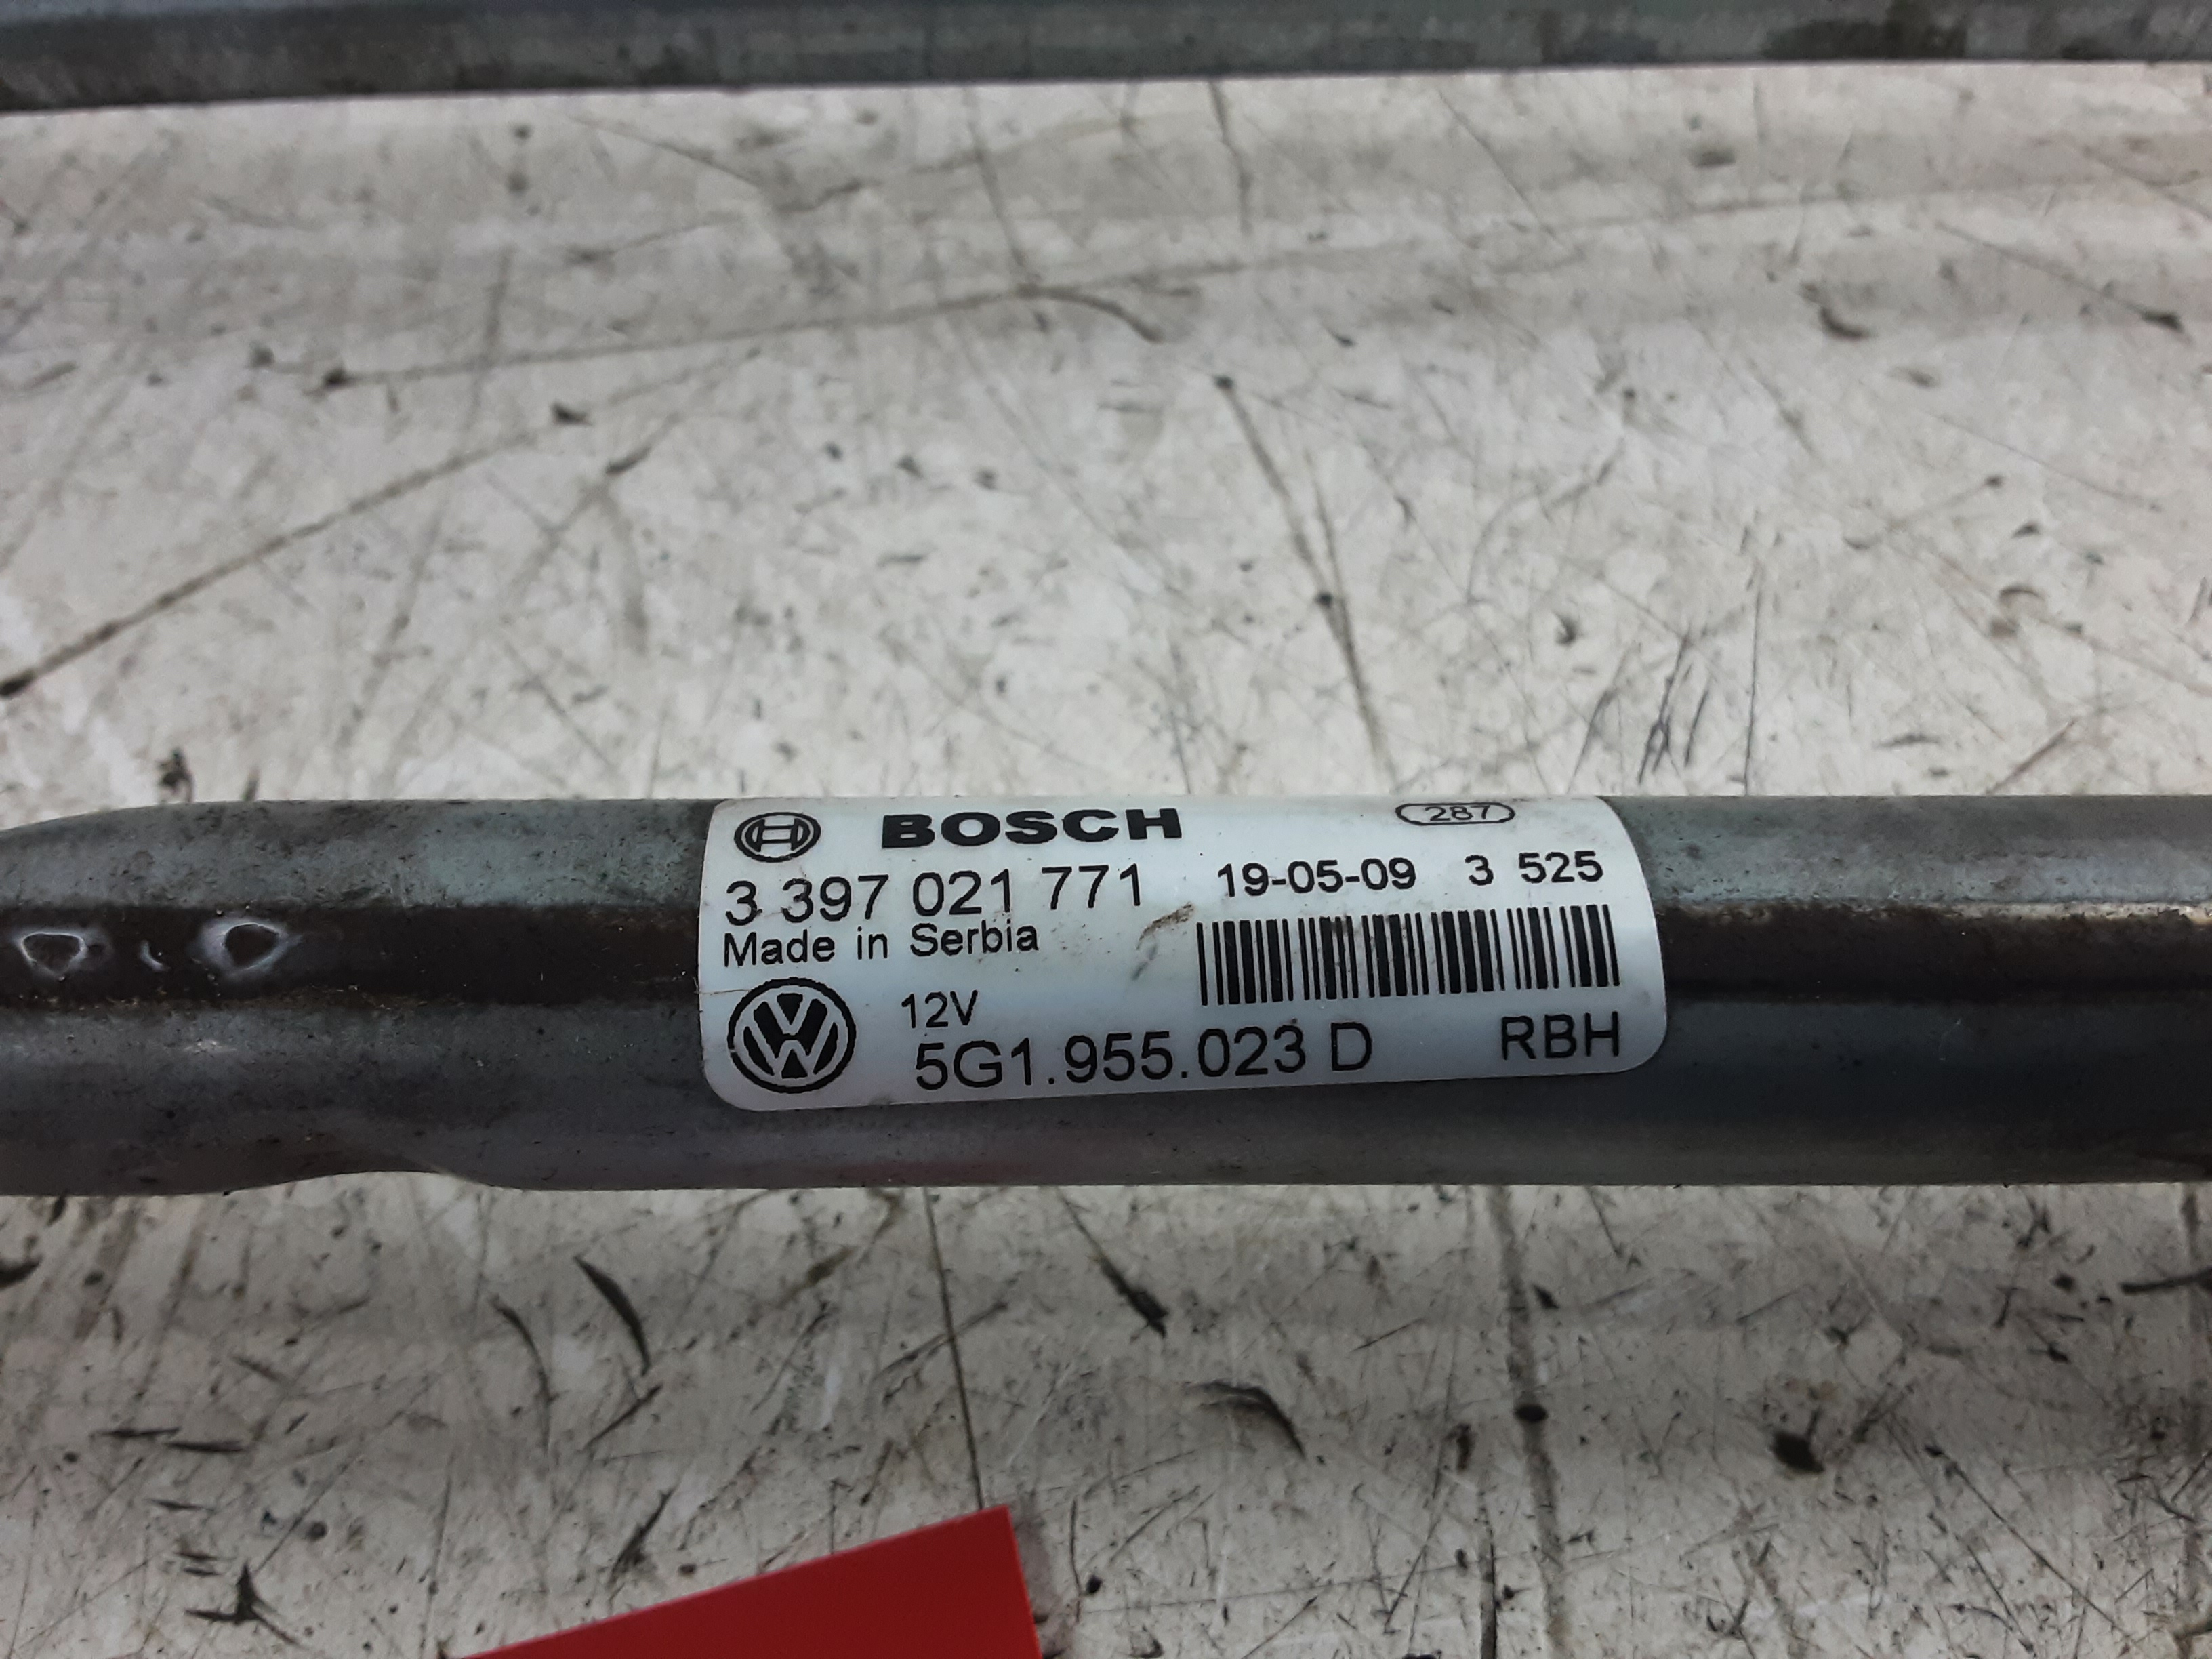 BOSCH 287
3 397 021 771 19-05-09 3 525
Made in Serbia
12V
5G1.955.023 D RBH